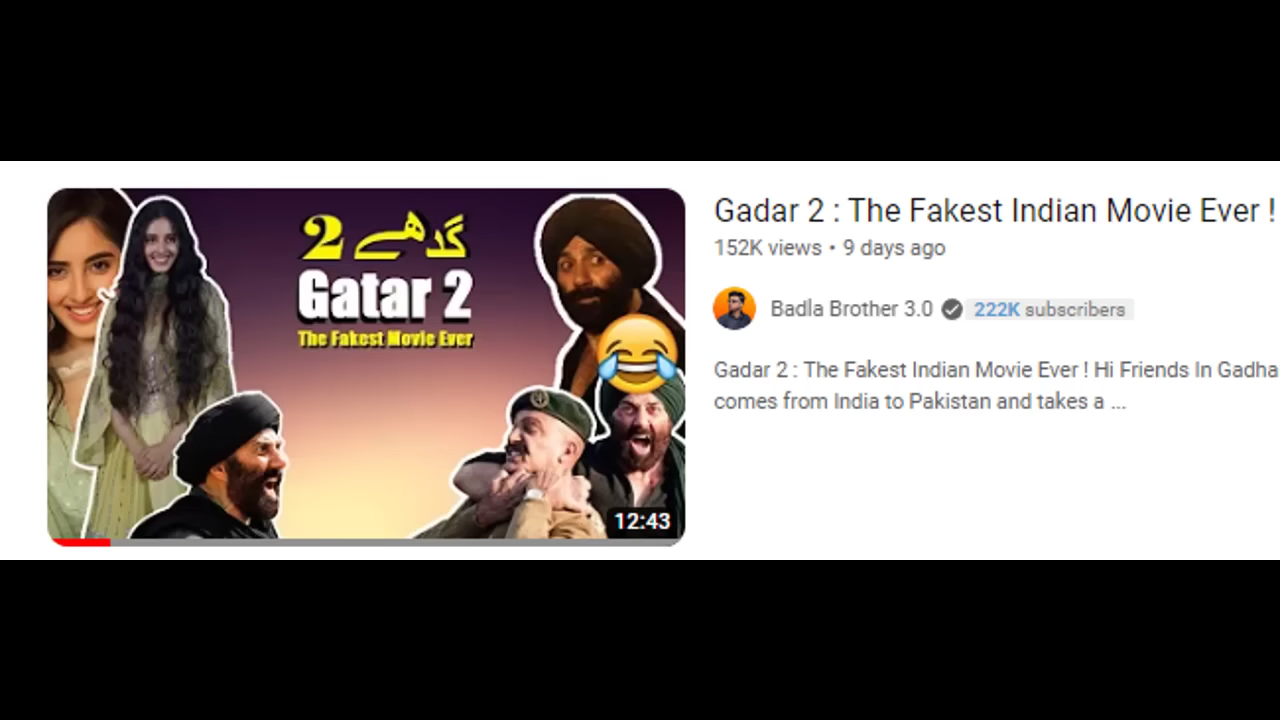 گدھے 2
Gatar 2
The Fakest Movie Ever
12:43
Gadar 2 : The Fakest Indian Movie Ever !
152K views • 9 days ago
Badla Brother 3.0 222K subscribers
Gadar 2 : The Fakest Indian Movie Ever ! Hi Friends In Gadha
comes from India to Pakistan and takes a ...